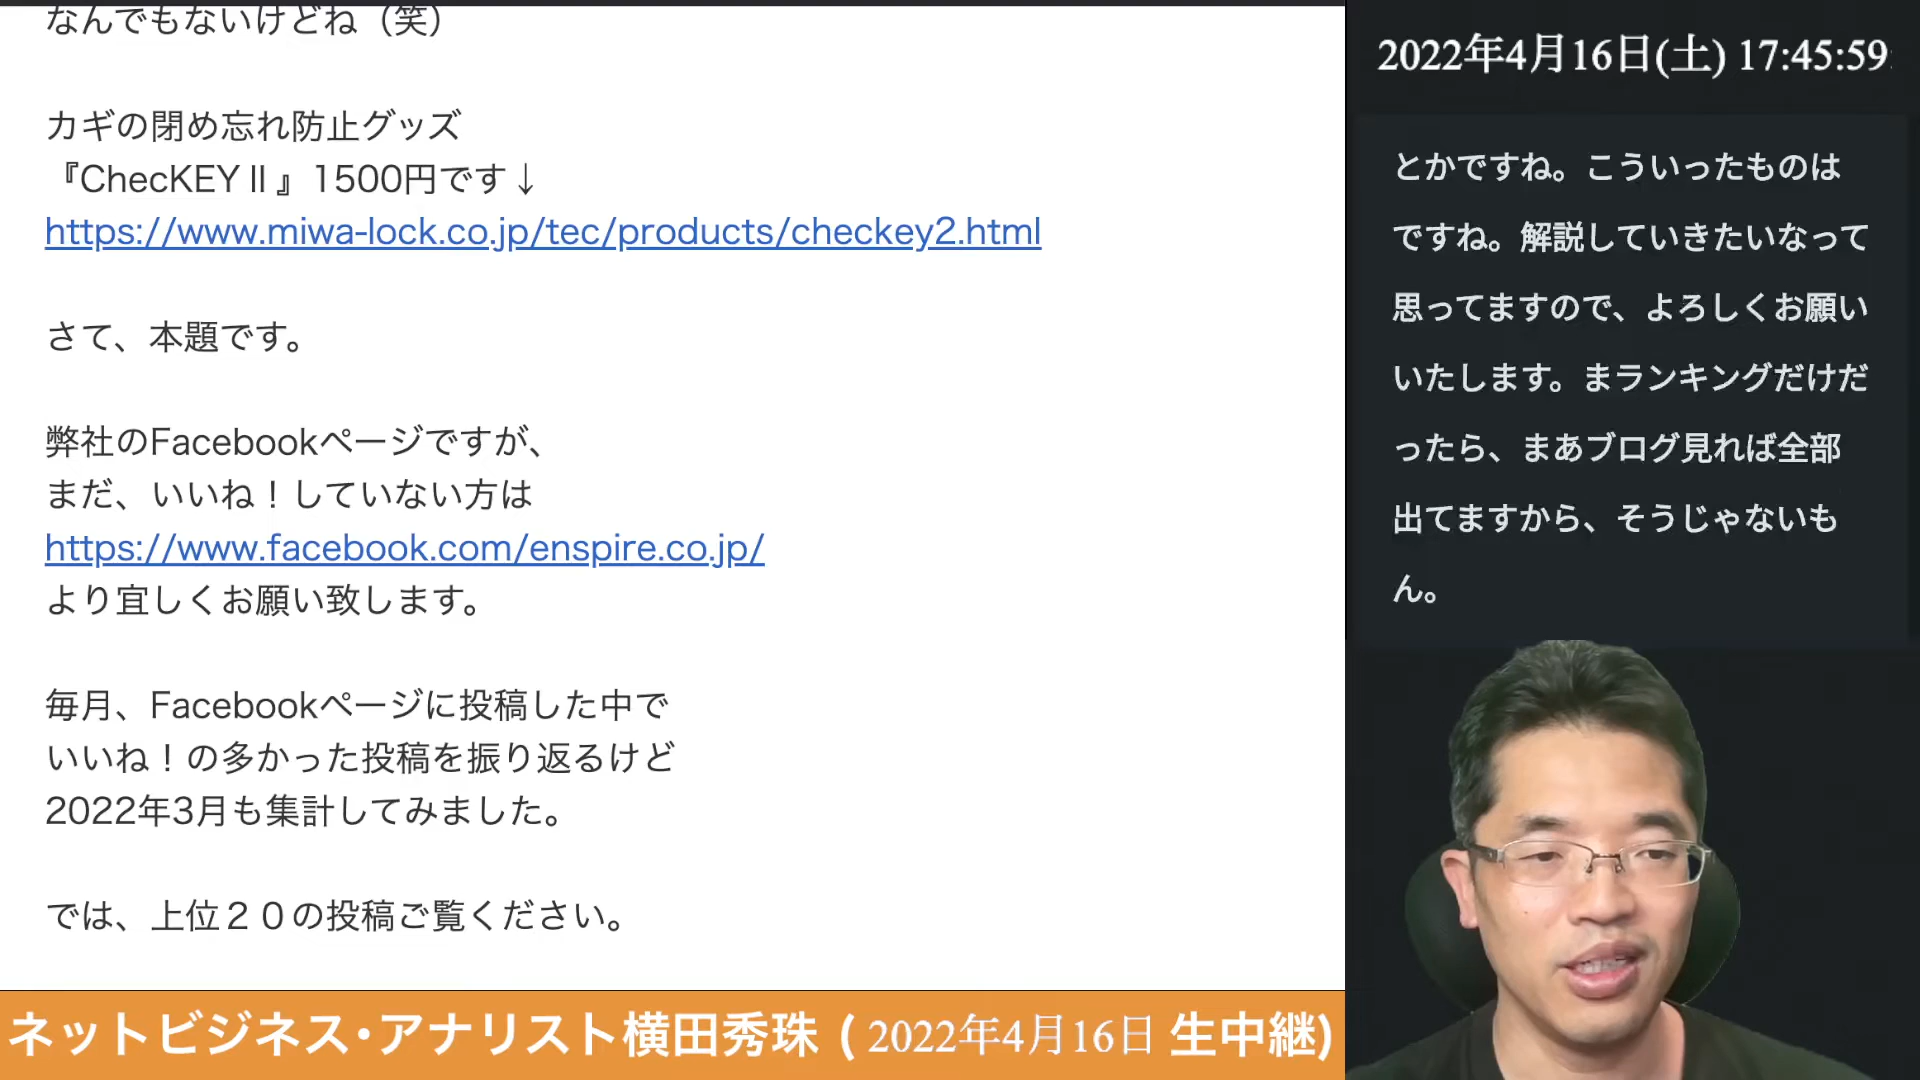 なんでもないけどね（笑）
カギの閉め忘れ防止グッズ
『ChecKEYⅡ』1500円です↓
https://www.miwa-lock.co.jp/tec/products/checkey2.html
さて、本題です。
弊社のFacebookページですが、
まだ、いいね！していない方は
https://www.facebook.com/enspire.co.jp/
より宜しくお願い致します。
毎月、Facebookページに投稿した中で
いいね！の多かった投稿を振り返るけど
2022年3月も集計してみました。
では、上位２０の投稿ご覧ください。
ネットビジネス・アナリスト横田秀珠 ( 2022年4月16日 生中継)
2022年4月16日(土) 17:45:59
とかですね。こういったものは
ですね。解説していきたいなって
思ってますので、よろしくお願い
いたします。まランキングだけだ
ったら、まあブログ見れば全部
出てますから、そうじゃないも
ん。